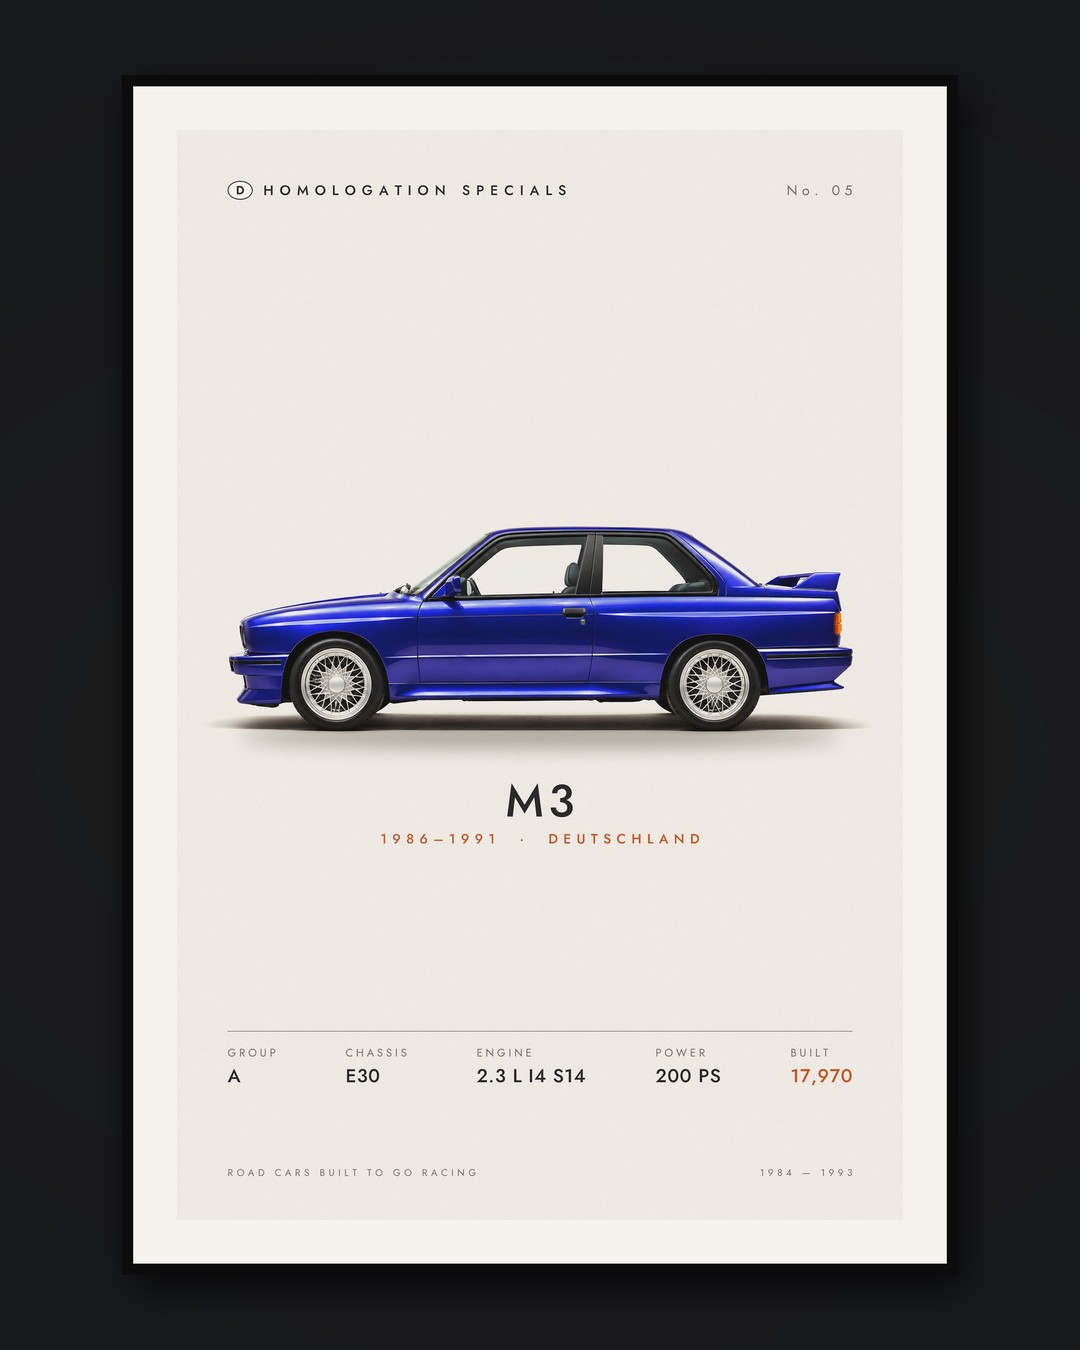 D HOMOLOGATION SPECIALS
No. 05
M3
1986–1991 · DEUTSCHLAND
GROUP CHASSIS ENGINE POWER BUILT
A E30 2.3 L I4 S14 200 PS 17,970
ROAD CARS BUILT TO GO RACING
1984 — 1993